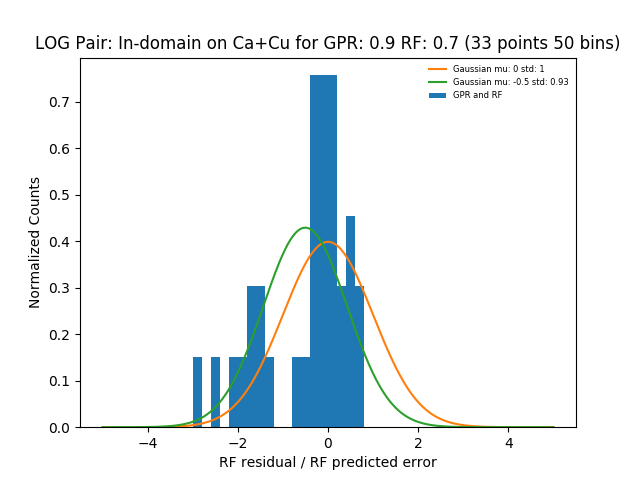 LOG Pair: In-domain on Ca+Cu for GPR: 0.9 RF: 0.7 (33 points 50 bins)
Gaussian mu: 0 std: 1
Gaussian mu: -0.5 std: 0.93
GPR and RF
Normalized Counts
0.7
0.6
0.5
0.4
0.3
0.2
0.1
0.0
−4
−2
0
2
4
RF residual / RF predicted error